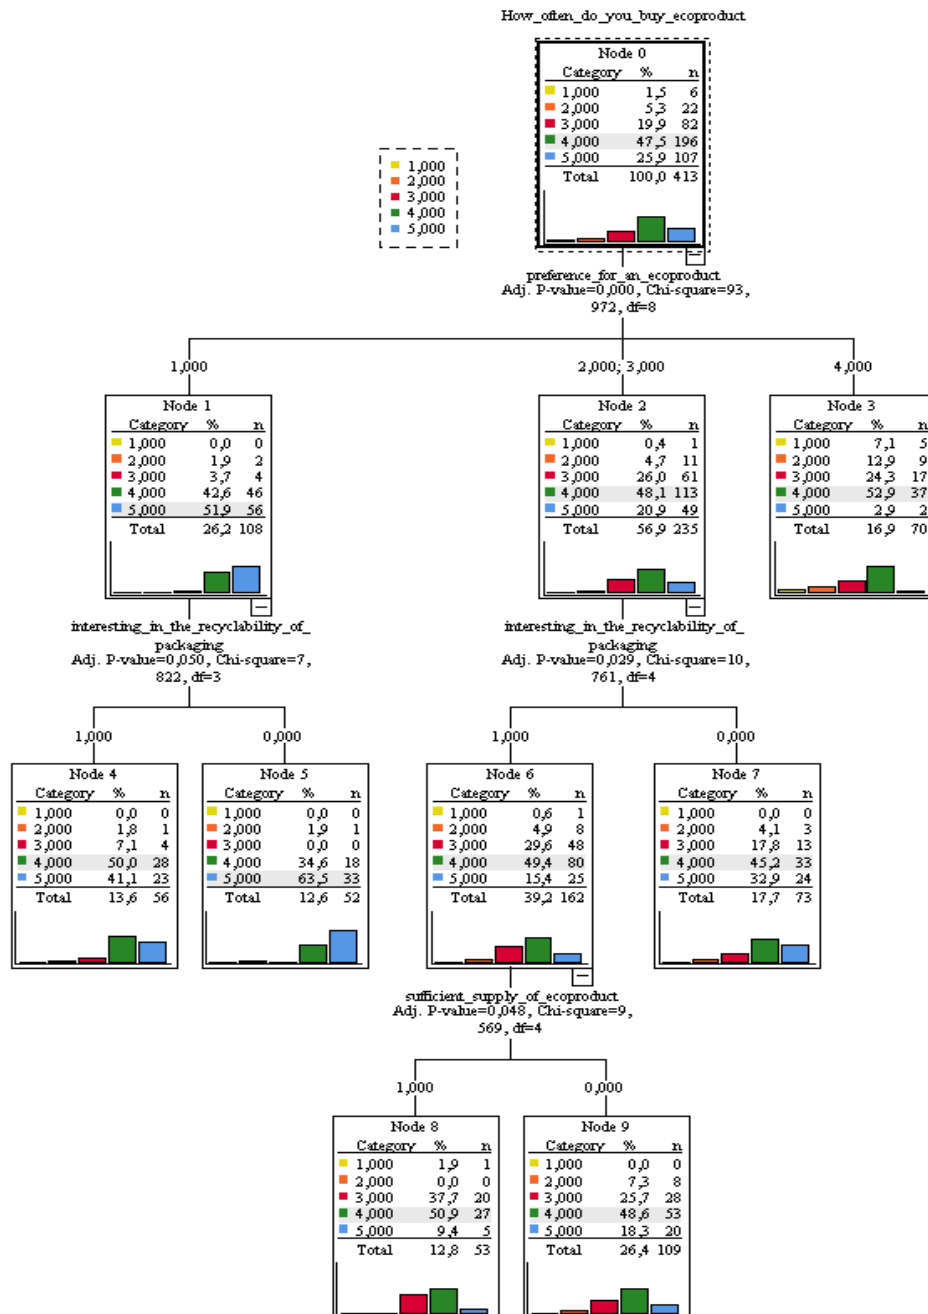 How_often_do_you_buy_ecoproduct
Node 0
Category % n
1,000 1,5 6
2,000 5,3 22
3,000 19,9 82
4,000 47,5 196
5,000 25,9 107
Total 100,0 413
1,000
2,000
3,000
4,000
5,000
preference_for_an_ecoproduct
Adj. P-value=0,000, Chi-square=93,
972, df=8
1,000
2,000; 3,000
4,000
Node 1
Category % n
1,000 0,0 0
2,000 1,9 2
3,000 3,7 4
4,000 42,6 46
5,000 51,9 56
Total 26,2 108
Node 2
Category % n
1,000 0,4 1
2,000 4,7 11
3,000 26,0 61
4,000 48,1 113
5,000 20,9 49
Total 56,9 235
Node 3
Category % n
1,000 7,1 5
2,000 12,9 9
3,000 24,3 17
4,000 52,9 37
5,000 2,9 2
Total 16,9 70
interesting_in_the_recyclability_of_
packaging
Adj. P-value=0,050, Chi-square=7,
822, df=3
interesting_in_the_recyclability_of_
packaging
Adj. P-value=0,029, Chi-square=10,
761, df=4
1,000
0,000
1,000
0,000
Node 4
Category % n
1,000 0,0 0
2,000 1,8 1
3,000 7,1 4
4,000 50,0 28
5,000 41,1 23
Total 13,6 56
Node 5
Category % n
1,000 0,0 0
2,000 1,9 1
3,000 0,0 0
4,000 34,6 18
5,000 63,5 33
Total 12,6 52
Node 6
Category % n
1,000 0,6 1
2,000 4,9 8
3,000 29,6 48
4,000 49,4 80
5,000 15,4 25
Total 39,2 162
Node 7
Category % n
1,000 0,0 0
2,000 4,1 3
3,000 17,8 13
4,000 45,2 33
5,000 32,9 24
Total 17,7 73
sufficient_supply_of_ecoproduct
Adj. P-value=0,048, Chi-square=9,
569, df=4
1,000
0,000
Node 8
Category % n
1,000 1,9 1
2,000 0,0 0
3,000 37,7 20
4,000 50,9 27
5,000 9,4 5
Total 12,8 53
Node 9
Category % n
1,000 0,0 0
2,000 7,3 8
3,000 25,7 28
4,000 48,6 53
5,000 18,3 20
Total 26,4 109